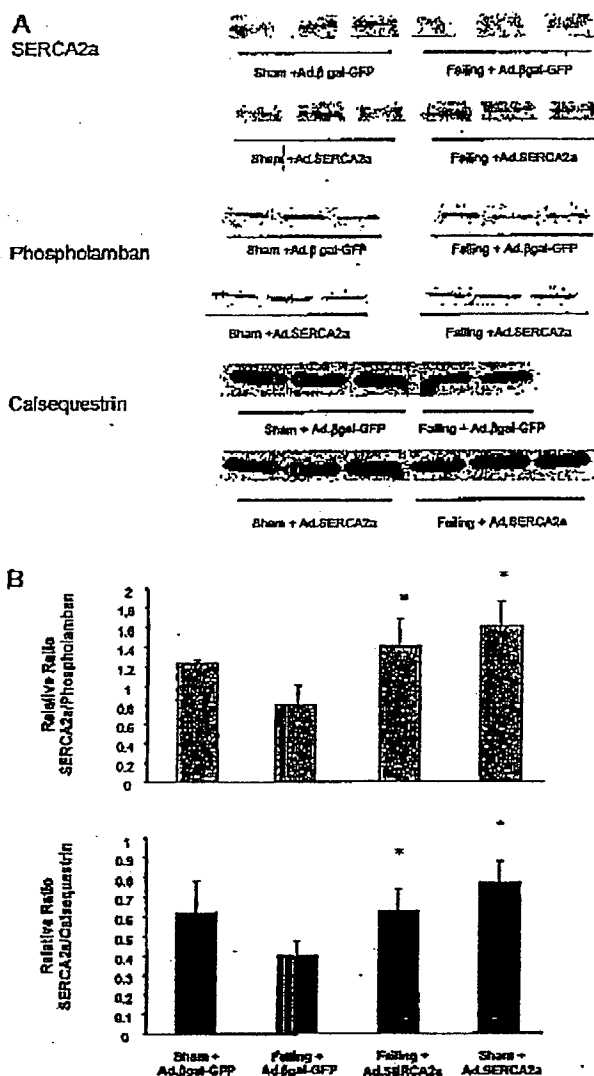 A
SERCA2a
Sham +Ad.β gal-GFP Failing + Ad.βgal-GFP
Sham +Ad.SERCA2a Failing +Ad.SERCA2a
Phospholamban
Sham +Ad.β gal-GFP Failing + Ad.βgal-GFP
Sham +Ad.SERCA2a Failing +Ad.SERCA2a
Calsequestrin
Sham + Ad.βgal-GFP Failing + Ad.βgal-GFP
Sham + Ad.SERCA2a Failing + Ad.SERCA2a
B
Relative Ratio
SERCA2a/Phospholamban
2
1.8
1.6
1.4
1.2
1
0.8
0.6
0.4
0.2
0
* *
Relative Ratio
SERCA2a/Calsequestrin
1
0.9
0.8
0.7
0.6
0.5
0.4
0.3
0.2
0.1
0
* *
Sham + Failing + Failing + Sham +
Ad.βgal-GFP Ad.βgal-GFP Ad.SERCA2a Ad.SERCA2a